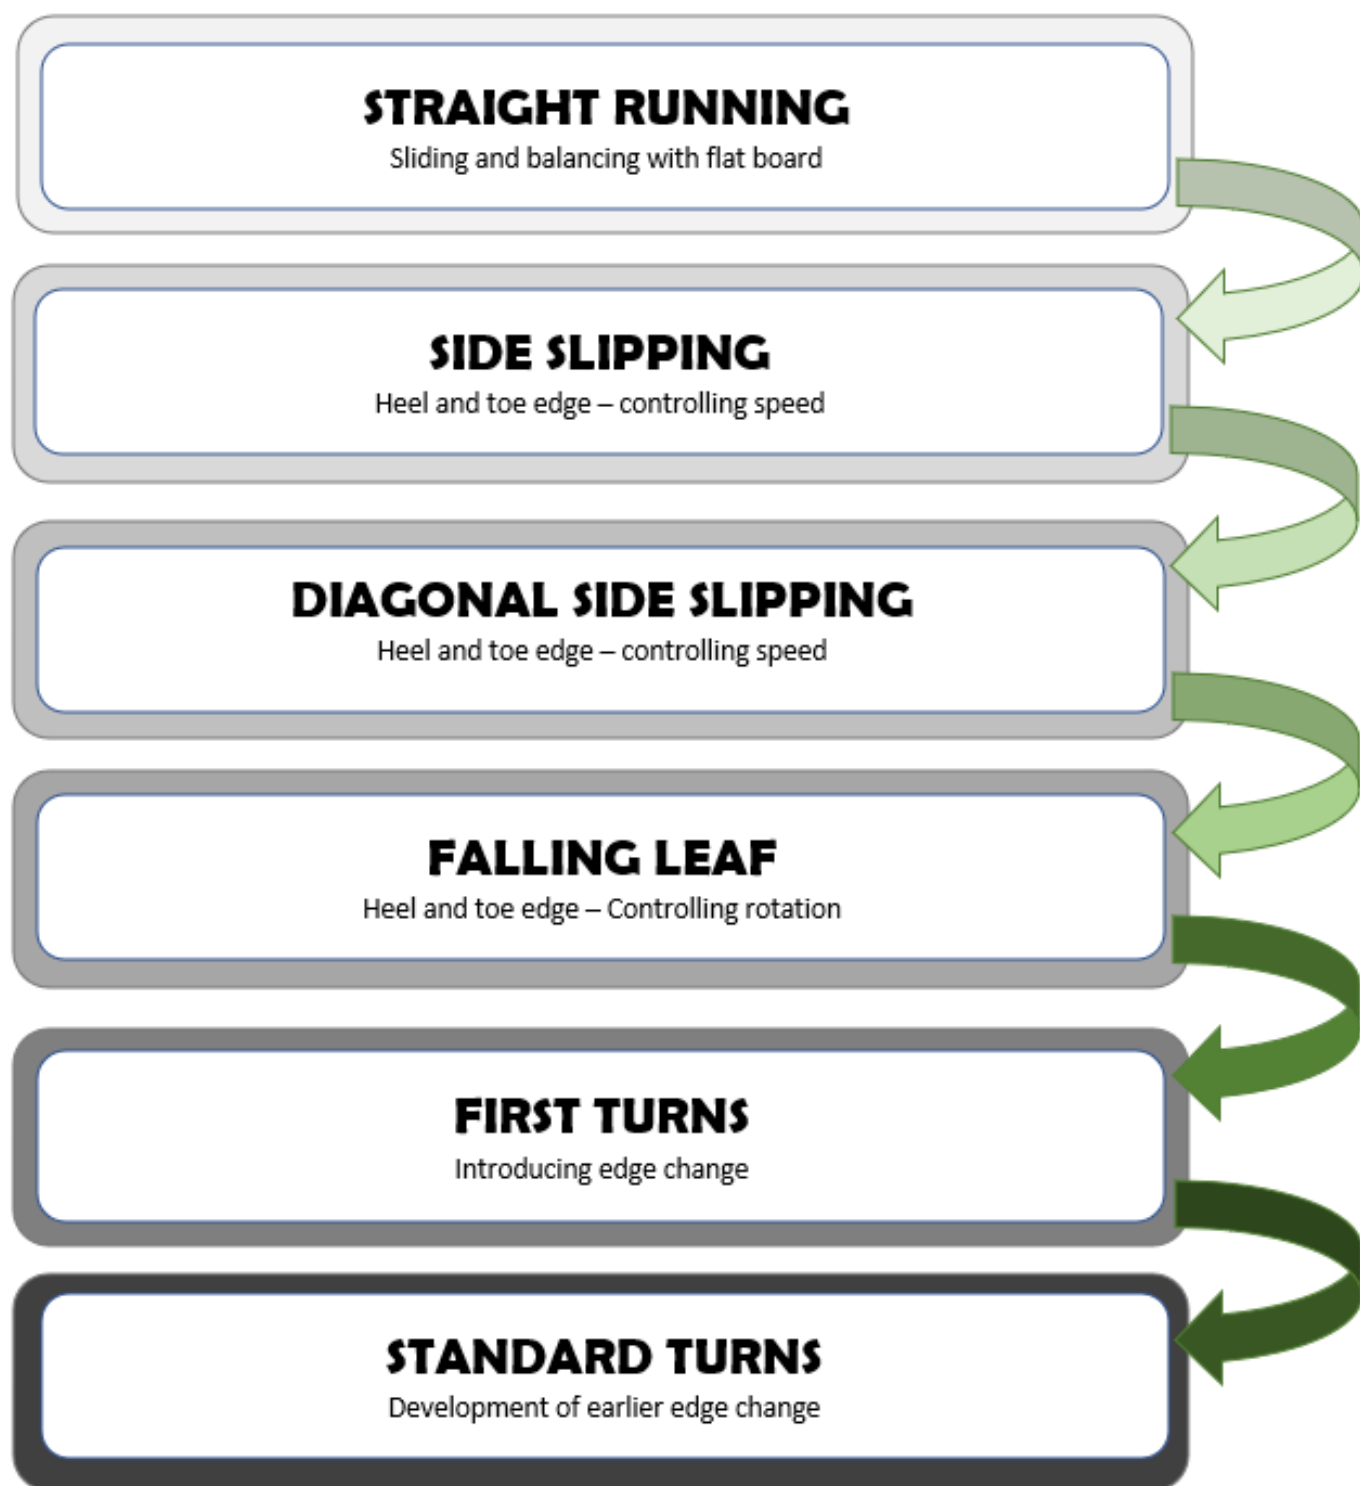 STRAIGHT RUNNING
Sliding and balancing with flat board
SIDE SLIPPING
Heel and toe edge – controlling speed
DIAGONAL SIDE SLIPPING
Heel and toe edge – controlling speed
FALLING LEAF
Heel and toe edge – Controlling rotation
FIRST TURNS
Introducing edge change
STANDARD TURNS
Development of earlier edge change